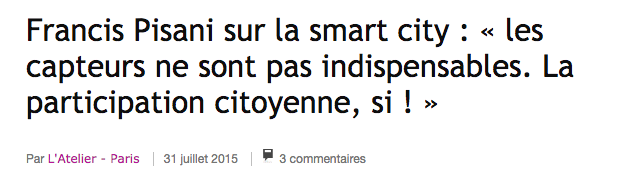 Francis Pisani sur la smart city : « les
capteurs ne sont pas indispensables. La
participation citoyenne, si ! »
Par L'Atelier - Paris 31 juillet 2015 3 commentaires